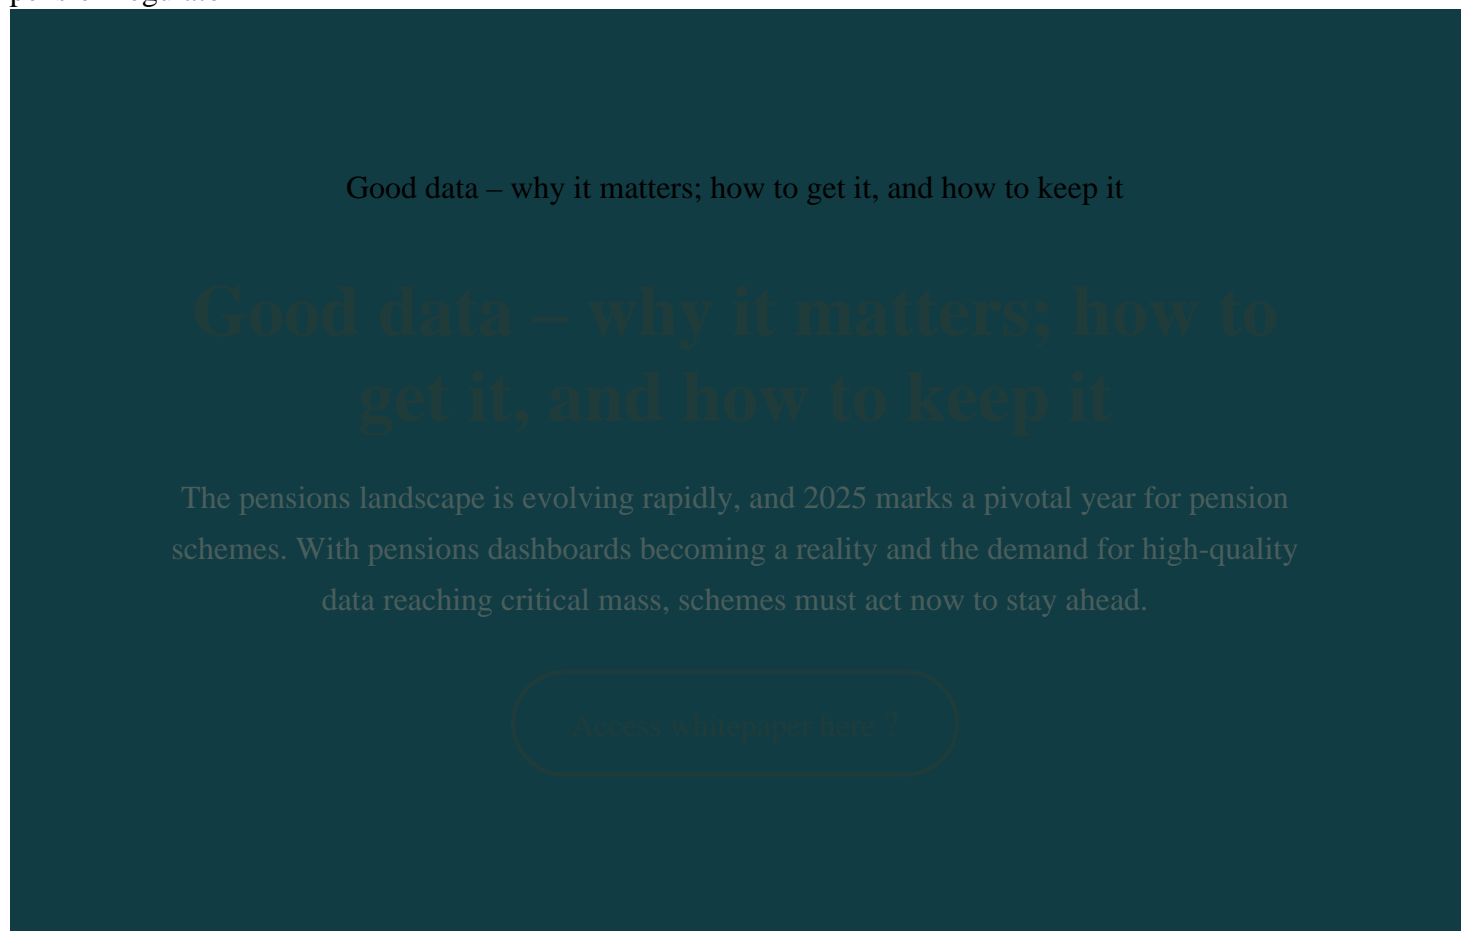 Good data – why it matters; how to get it, and how to keep it
Good data – why it matters; how to
get it, and how to keep it
The pensions landscape is evolving rapidly, and 2025 marks a pivotal year for pension
schemes. With pensions dashboards becoming a reality and the demand for high-quality
data reaching critical mass, schemes must act now to stay ahead.
Access whitepaper here ?